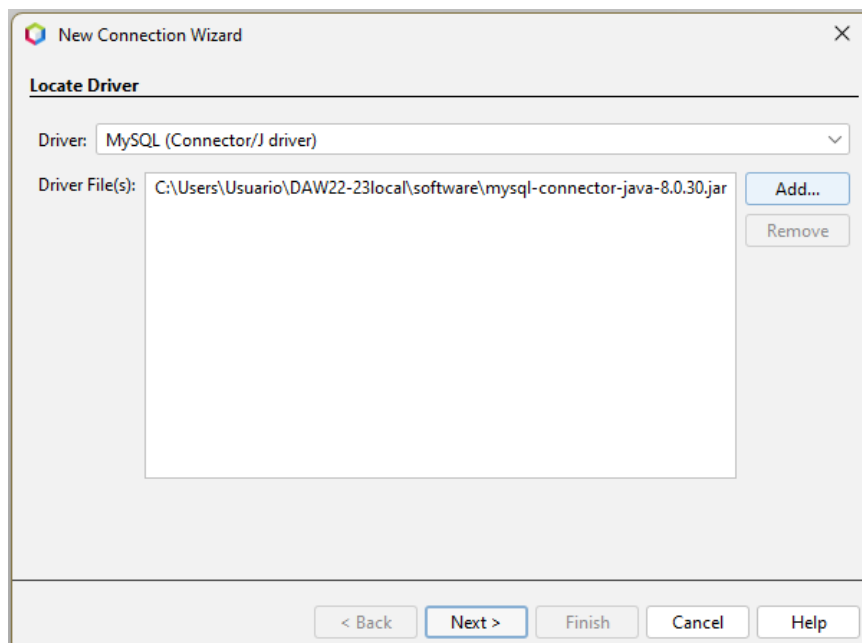 New Connection Wizard
Locate Driver
Driver: MySQL (Connector/J driver)
Driver File(s): C:\Users\Usuario\DAW22-23local\software\mysql-connector-java-8.0.30.jar Add...
Remove
< Back Next > Finish Cancel Help